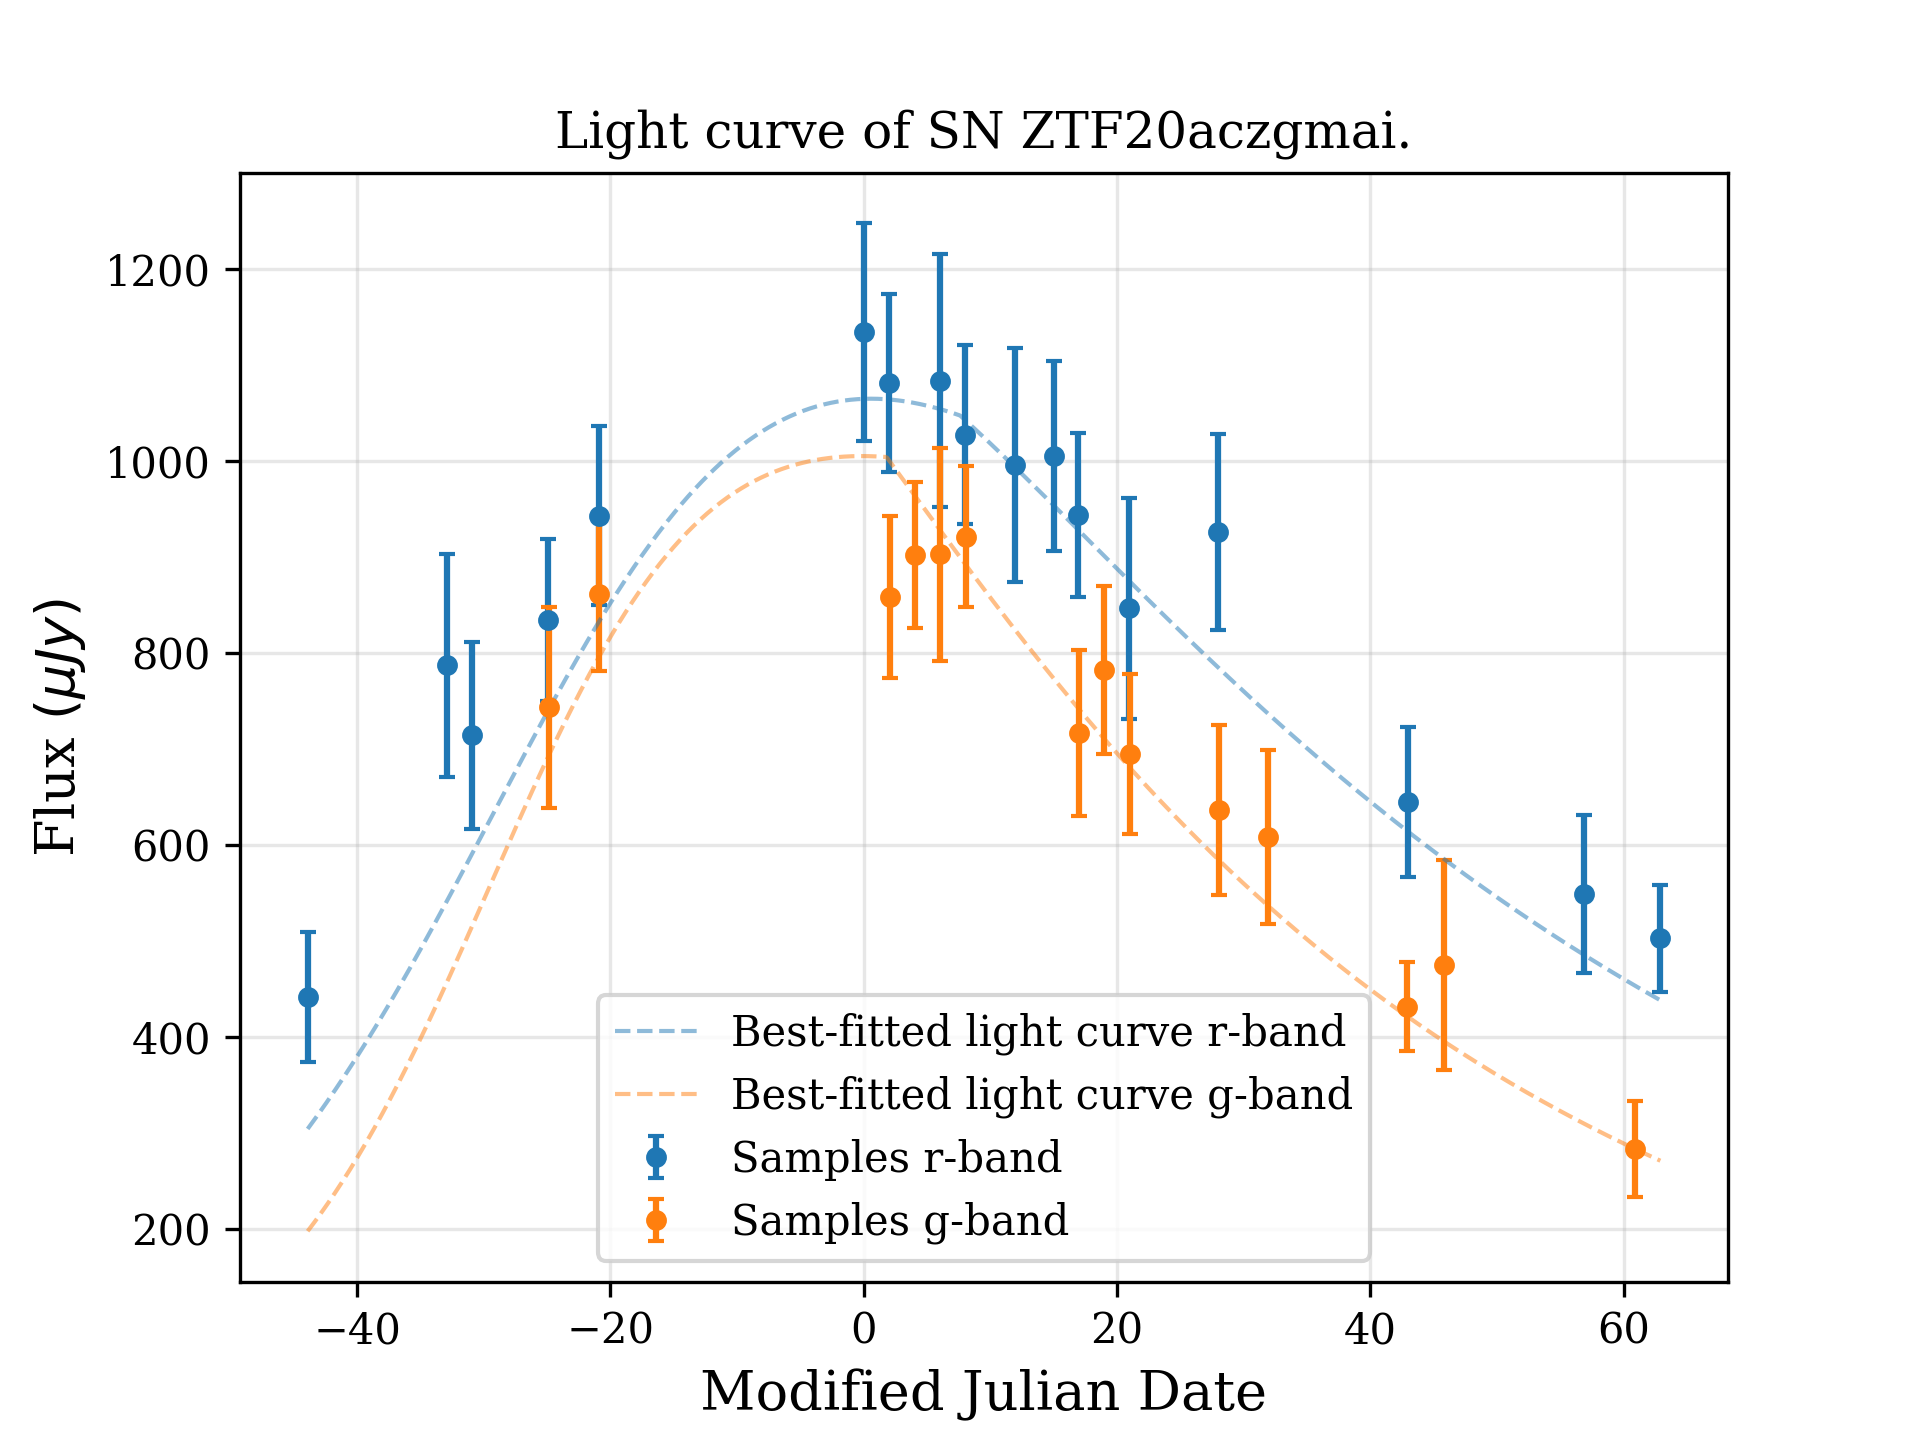 Light curve of SN ZTF20aczgmai.
Flux (μJy)
1200
1000
800
600
400
200
Best-fitted light curve r-band
Best-fitted light curve g-band
Samples r-band
Samples g-band
−40
−20
0
20
40
60
Modified Julian Date